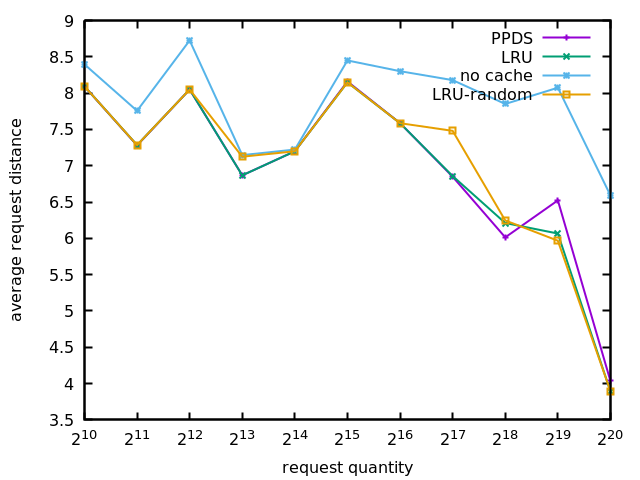 9
8.5
8
7.5
7
6.5
6
5.5
5
4.5
4
3.5
average request distance
PPDS
LRU
no cache
LRU-random
2^10 2^11 2^12 2^13 2^14 2^15 2^16 2^17 2^18 2^19 2^20
request quantity